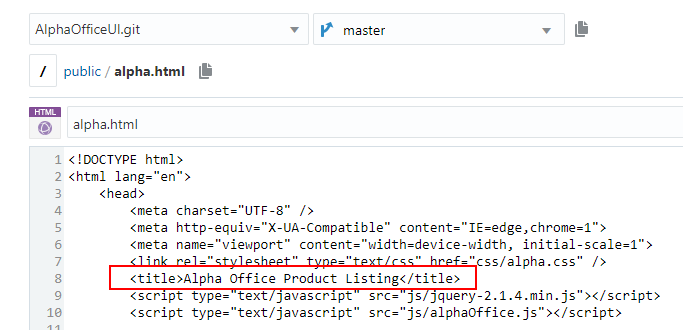 AlphaOfficeUI.git master
/ public / alpha.html
HTML
alpha.html
1 <!DOCTYPE html>
2 <html lang="en">
3 <head>
4 <meta charset="UTF-8" />
5 <meta http-equiv="X-UA-Compatible" content="IE=edge,chrome=1">
6 <meta name="viewport" content="width=device-width, initial-scale=1">
7 <link rel="stylesheet" type="text/css" href="css/alpha.css" />
8 <title>Alpha Office Product Listing</title>
9 <script type="text/javascript" src="js/jquery-2.1.4.min.js"></script>
10 <script type="text/javascript" src="js/alphaOffice.js"></script>